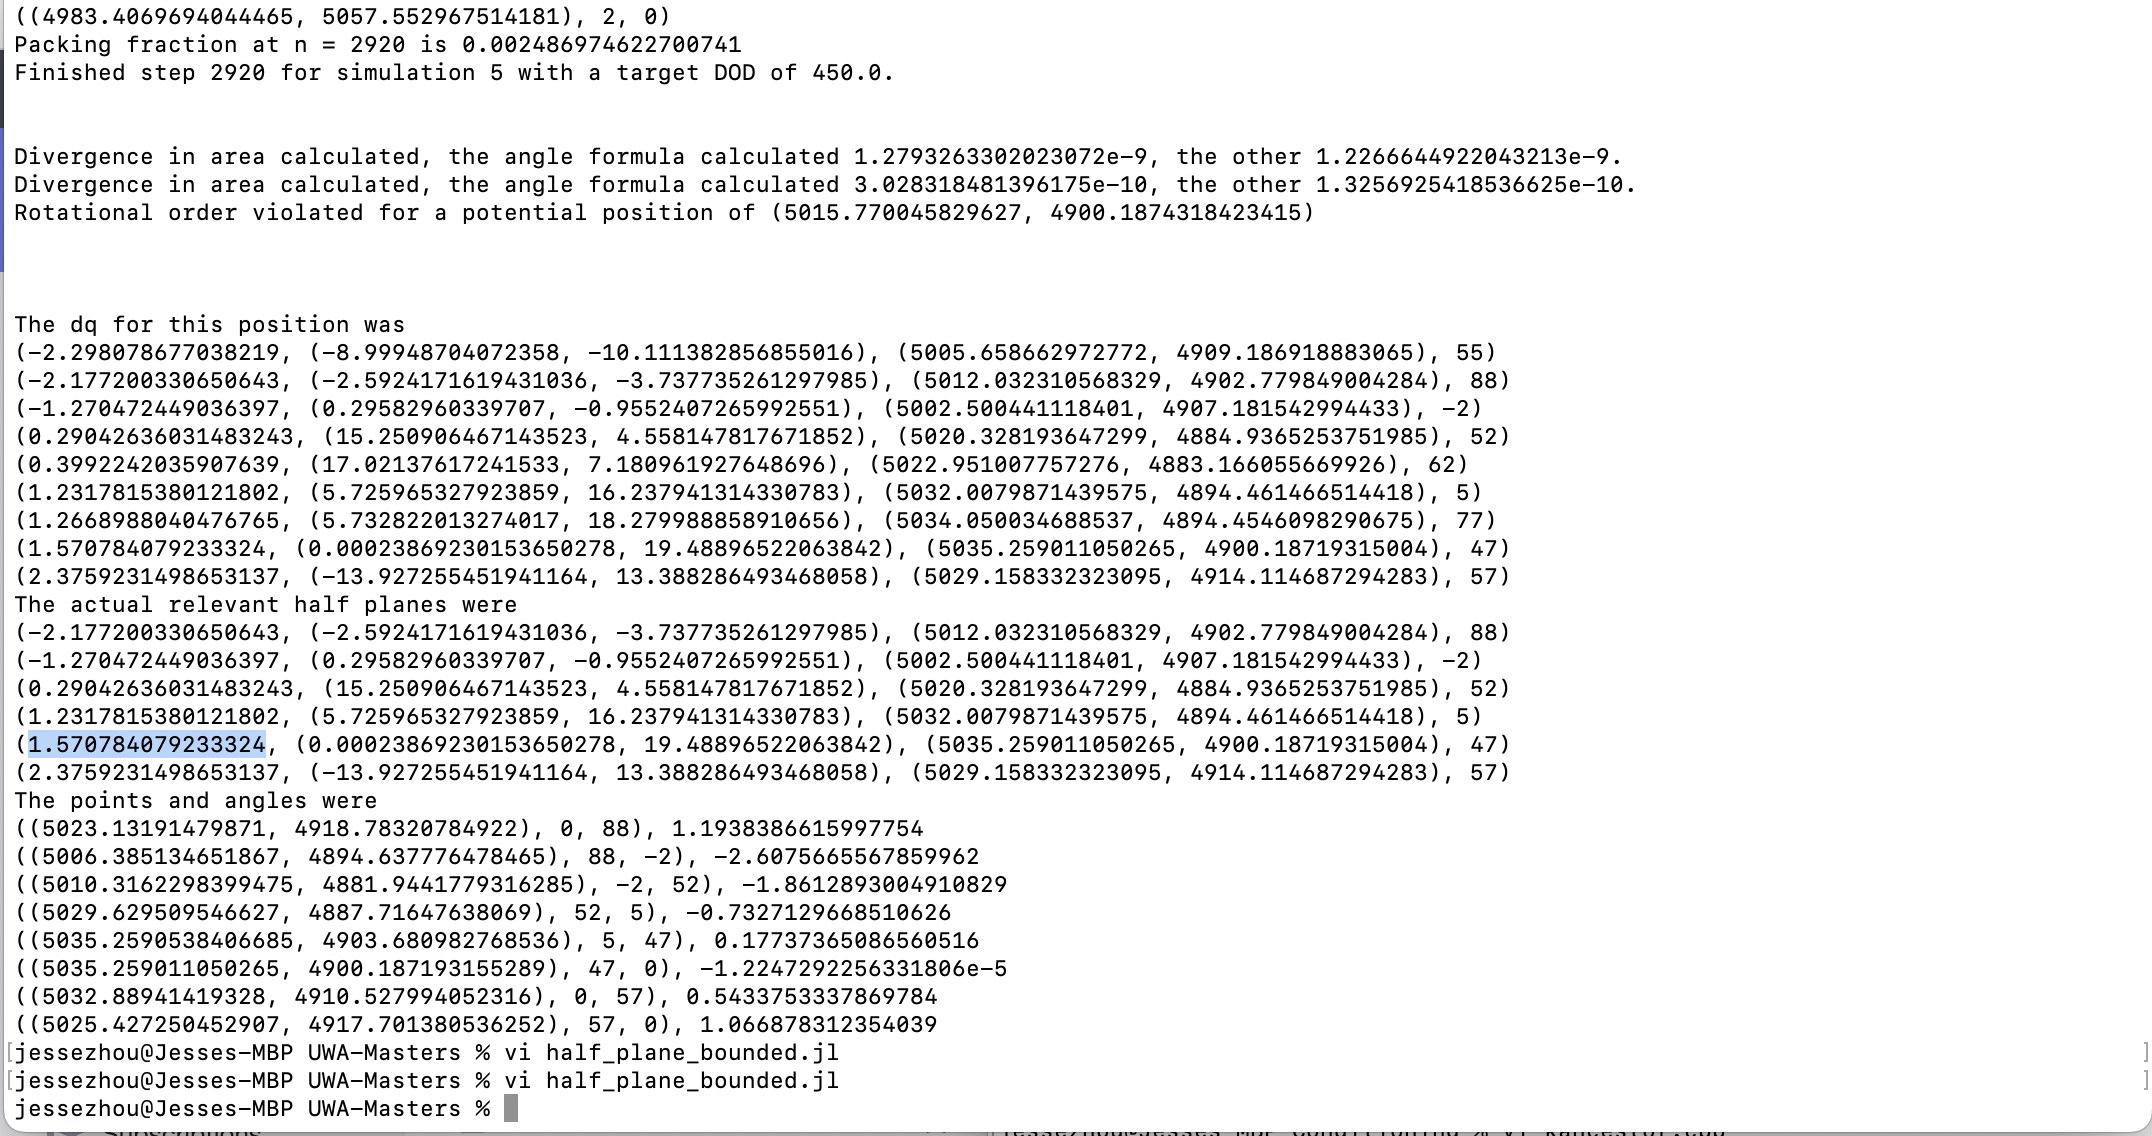 ((4983.4069694044465, 5057.552967514181), 2, 0)
Packing fraction at n = 2920 is 0.002486974622700741
Finished step 2920 for simulation 5 with a target DOD of 450.0.
Divergence in area calculated, the angle formula calculated 1.2793263302023072e-9, the other 1.2266644922043213e-9.
Divergence in area calculated, the angle formula calculated 3.028318481396175e-10, the other 1.3256925418536625e-10.
Rotational order violated for a potential position of (5015.770045829627, 4900.1874318423415)
The dq for this position was
(-2.298078677038219, (-8.99948704072358, -10.111382856855016), (5005.658662972772, 4909.186918883065), 55)
(-2.177200330650643, (-2.5924171619431036, -3.737735261297985), (5012.032310568329, 4902.779849004284), 88)
(-1.270472449036397, (0.29582960339707, -0.9552407265992551), (5002.500441118401, 4907.181542994433), -2)
(0.29042636031483243, (15.250906467143523, 4.558147817671852), (5020.328193647299, 4884.9365253751985), 52)
(0.3992242035907639, (17.02137617241533, 7.180961927648696), (5022.951007757276, 4883.166055669926), 62)
(1.2317815380121802, (5.725965327923859, 16.237941314330783), (5032.0079871439575, 4894.461466514418), 5)
(1.2668988040476765, (5.732822013274017, 18.279988858910656), (5034.050034688537, 4894.4546098290675), 77)
(1.570784079233324, (0.00023869230153650278, 19.48896522063842), (5035.259011050265, 4900.18719315004), 47)
(2.3759231498653137, (-13.927255451941164, 13.388286493468058), (5029.158332323095, 4914.114687294283), 57)
The actual relevant half planes were
(-2.177200330650643, (-2.5924171619431036, -3.737735261297985), (5012.032310568329, 4902.779849004284), 88)
(-1.270472449036397, (0.29582960339707, -0.9552407265992551), (5002.500441118401, 4907.181542994433), -2)
(0.29042636031483243, (15.250906467143523, 4.558147817671852), (5020.328193647299, 4884.9365253751985), 52)
(1.2317815380121802, (5.725965327923859, 16.237941314330783), (5032.0079871439575, 4894.461466514418), 5)
(1.570784079233324, (0.00023869230153650278, 19.48896522063842), (5035.259011050265, 4900.18719315004), 47)
(2.3759231498653137, (-13.927255451941164, 13.388286493468058), (5029.158332323095, 4914.114687294283), 57)
The points and angles were
((5023.13191479871, 4918.78320784922), 0, 88), 1.1938386615997754
((5006.385134651867, 4894.637776478465), 88, -2), -2.6075665567859962
((5010.3162298399475, 4881.9441779316285), -2, 52), -1.8612893004910829
((5029.629509546627, 4887.71647638069), 52, 5), -0.7327129668510626
((5035.2590538406685, 4903.680982768536), 5, 47), 0.17737365086560516
((5035.259011050265, 4900.187193155289), 47, 0), -1.2247292256331806e-5
((5032.88941419328, 4910.527994052316), 0, 57), 0.5433753337869784
((5025.427250452907, 4917.701380536252), 57, 0), 1.066878312354039
[jessezhou@Jesses-MBP UWA-Masters % vi half_plane_bounded.jl ]
[jessezhou@Jesses-MBP UWA-Masters % vi half_plane_bounded.jl ]
jessezhou@Jesses-MBP UWA-Masters %